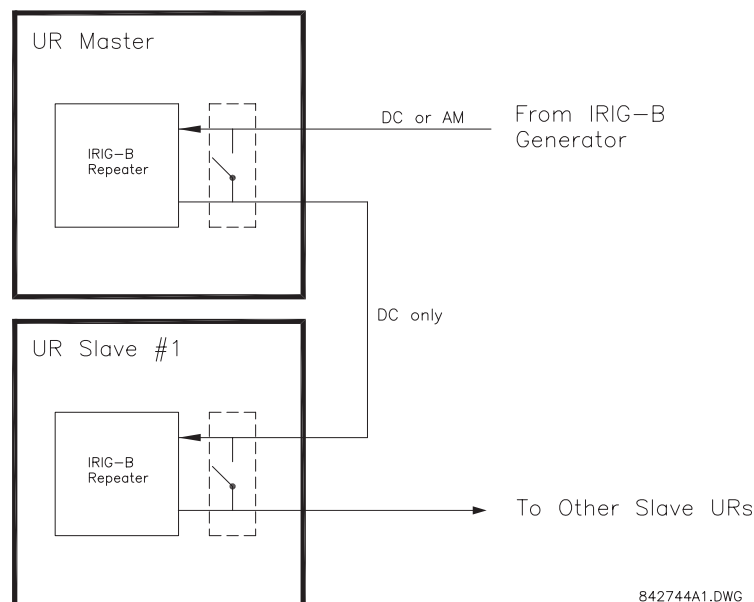 UR Master
DC or AM
From IRIG-B
Generator
IRIG-B
Repeater
DC only
UR Slave #1
IRIG-B
Repeater
To Other Slave URs
842744A1.DWG